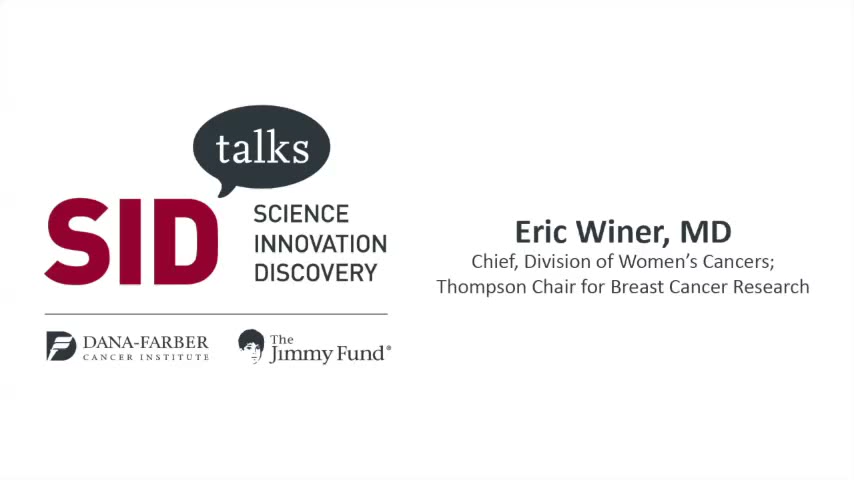 talks
SID
SCIENCE
INNOVATION
DISCOVERY
DANA-FARBER
CANCER INSTITUTE
The
Jimmy Fund®
Eric Winer, MD
Chief, Division of Women’s Cancers;
Thompson Chair for Breast Cancer Research